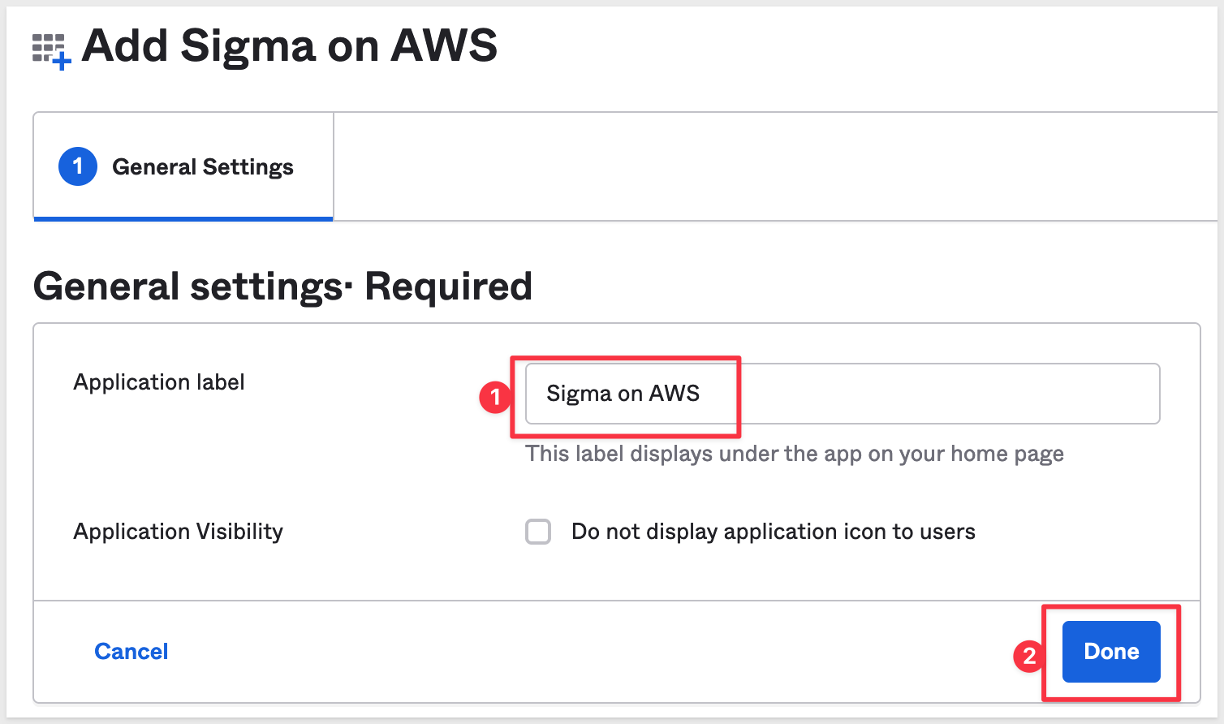 Add Sigma on AWS
1 General Settings
General settings· Required
Application label
1
Sigma on AWS
This label displays under the app on your home page
Application Visibility
Do not display application icon to users
Cancel
2
Done